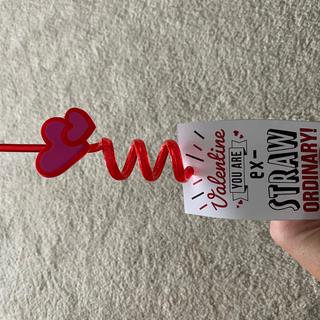 Valentine
YOU ARE
ex-
STRAW
ORDINARY!